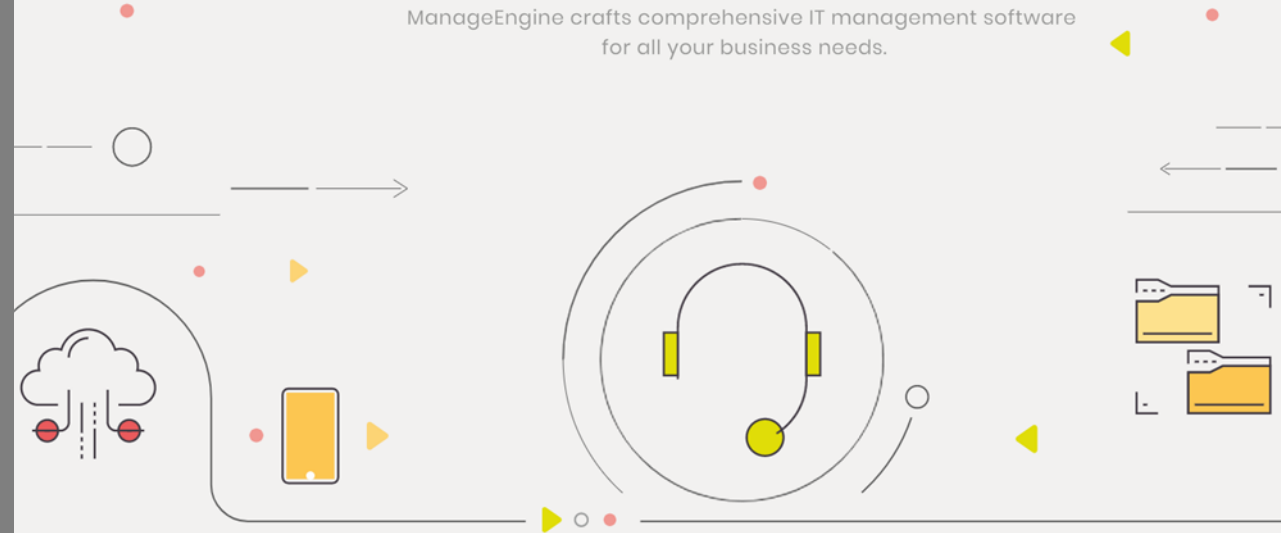 ManageEngine crafts comprehensive IT management software
for all your business needs.